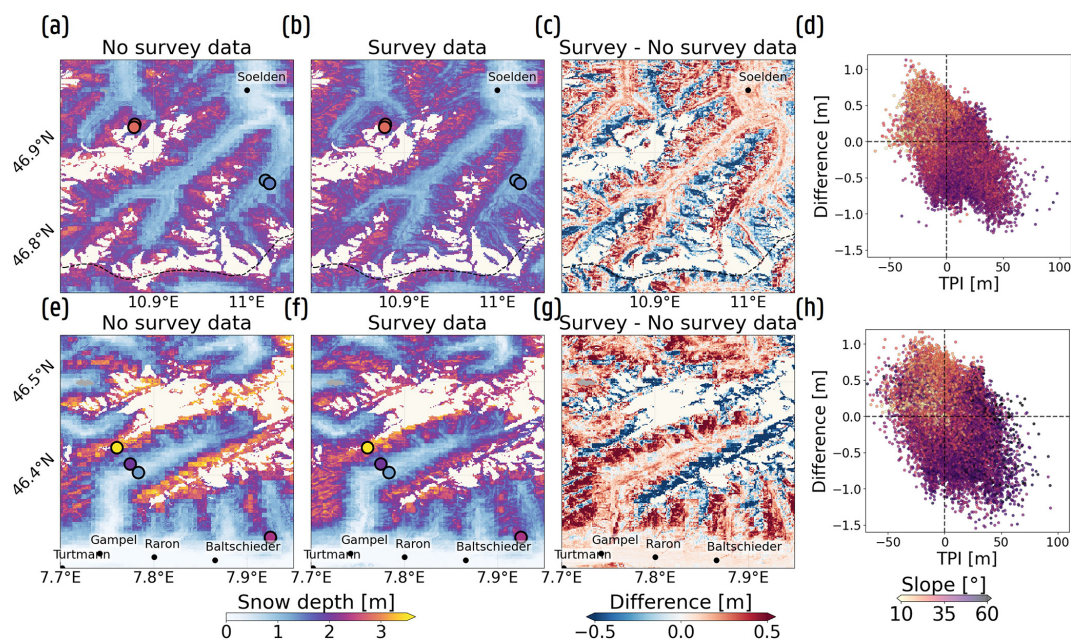 (a) (b) (c) (d)
No survey data Survey data Survey - No survey data
Soelden Soelden Soelden
46.9°N
46.8°N
10.9°E 11°E 10.9°E 11°E 10.9°E 11°E
Difference [m]
1.0
0.5
0.0
−0.5
−1.0
−1.5
−50 0 50 100
TPI [m]
(e) (f) (g) (h)
No survey data Survey data Survey - No survey data
46.5°N
46.4°N
Gampel Raron Baltschieder
Turtmann
Gampel Raron Baltschieder
Turtmann
Gampel Raron Baltschieder
Turtmann
7.7°E 7.8°E 7.9°E 7.7°E 7.8°E 7.9°E 7.7°E 7.8°E 7.9°E
Difference [m]
1.0
0.5
0.0
−0.5
−1.0
−1.5
−50 0 50 100
TPI [m]
Snow depth [m]
0 1 2 3
Difference [m]
−0.5 0.0 0.5
Slope [°]
10 35 60